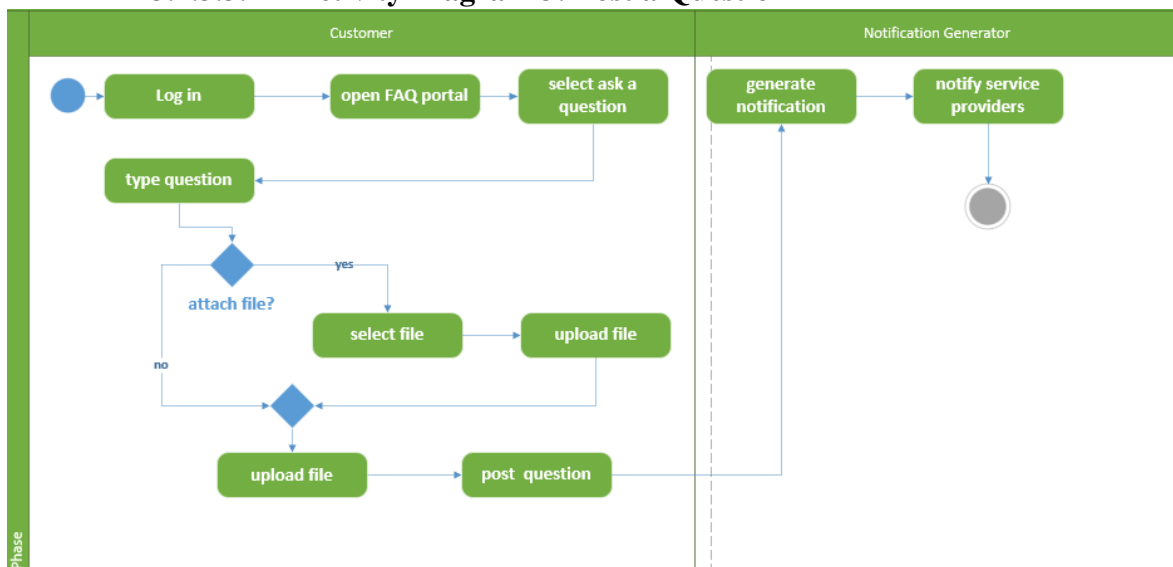 Customer
Notification Generator
Log in
open FAQ portal
select ask a
question
generate
notification
notify service
providers
type question
yes
attach file?
select file
upload file
no
upload file
post question
Phase